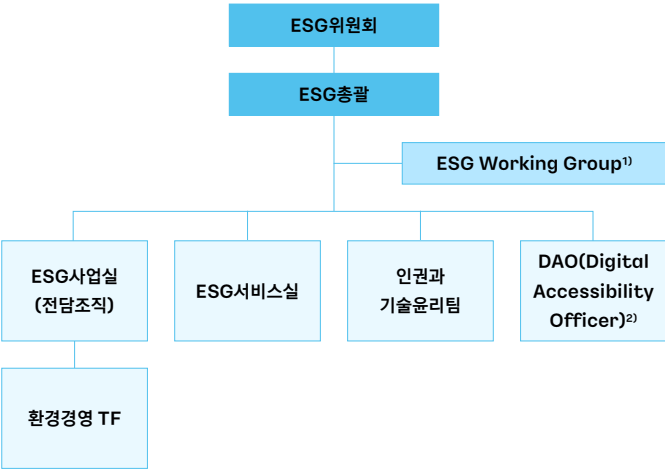 ESG위원회
ESG총괄
ESG Working Group¹⁾
ESG사업실
(전담조직)
ESG서비스실
인권과
기술윤리팀
DAO(Digital
Accessibility
Officer)²⁾
환경경영 TF